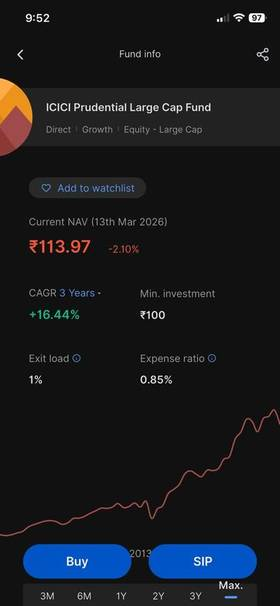 9:52
97
Fund info
ICICI Prudential Large Cap Fund
Direct Growth Equity - Large Cap
Add to watchlist
Current NAV (13th Mar 2026)
₹113.97 -2.10%
CAGR 3 Years
Min. investment
+16.44%
₹100
Exit load
Expense ratio
1%
0.85%
2013
Buy
SIP
3M 6M 1Y 2Y 3Y Max.